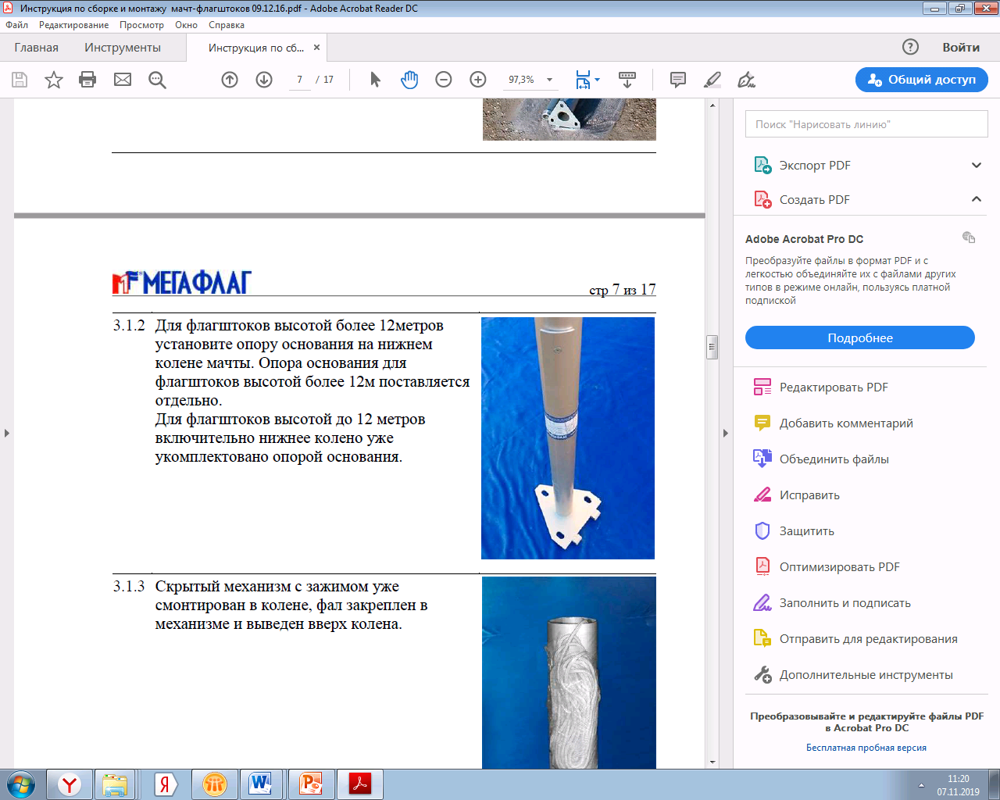 Инструкция по сборке и монтажу мачт-флагштоков 09.12.16.pdf - Adobe Acrobat Reader DC
Файл Редактирование Просмотр Окно Справка
Главная Инструменты Инструкция по сб... × Войти
7 / 17 97,3% Общий доступ
Поиск "Нарисовать линию"
Экспорт PDF
Создать PDF
Adobe Acrobat Pro DC
Преобразуйте файлы в формат PDF и с
легкостью объединяйте их с файлами других
типов в режиме онлайн, пользуясь платной
подпиской
Подробнее
Редактировать PDF
Добавить комментарий
Объединить файлы
Исправить
Защитить
Оптимизировать PDF
Заполнить и подписать
Отправить для редактирования
Дополнительные инструменты
Преобразовывайте и редактируйте файлы PDF
в Acrobat Pro DC
Бесплатная пробная версия
MF® МЕГАФЛАГ
стр 7 из 17
3.1.2 Для флагштоков высотой более 12метров
установите опору основания на нижнем
колене мачты. Опора основания для
флагштоков высотой более 12м поставляется
отдельно.
Для флагштоков высотой до 12 метров
включительно нижнее колено уже
укомплектовано опорой основания.
3.1.3 Скрытый механизм с зажимом уже
смонтирован в колене, фал закреплен в
механизме и выведен вверх колена.
11:20
07.11.2019